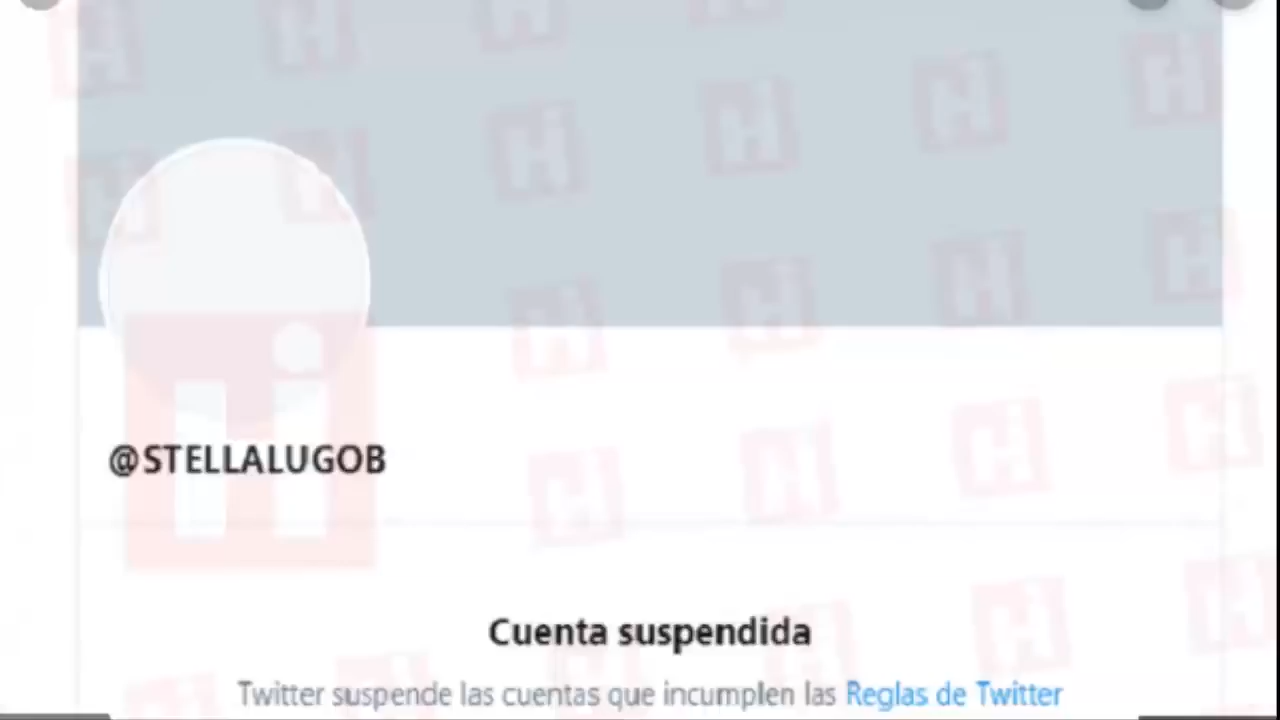 @STELLALUGOB
Cuenta suspendida
Twitter suspende las cuentas que incumplen las Reglas de Twitter